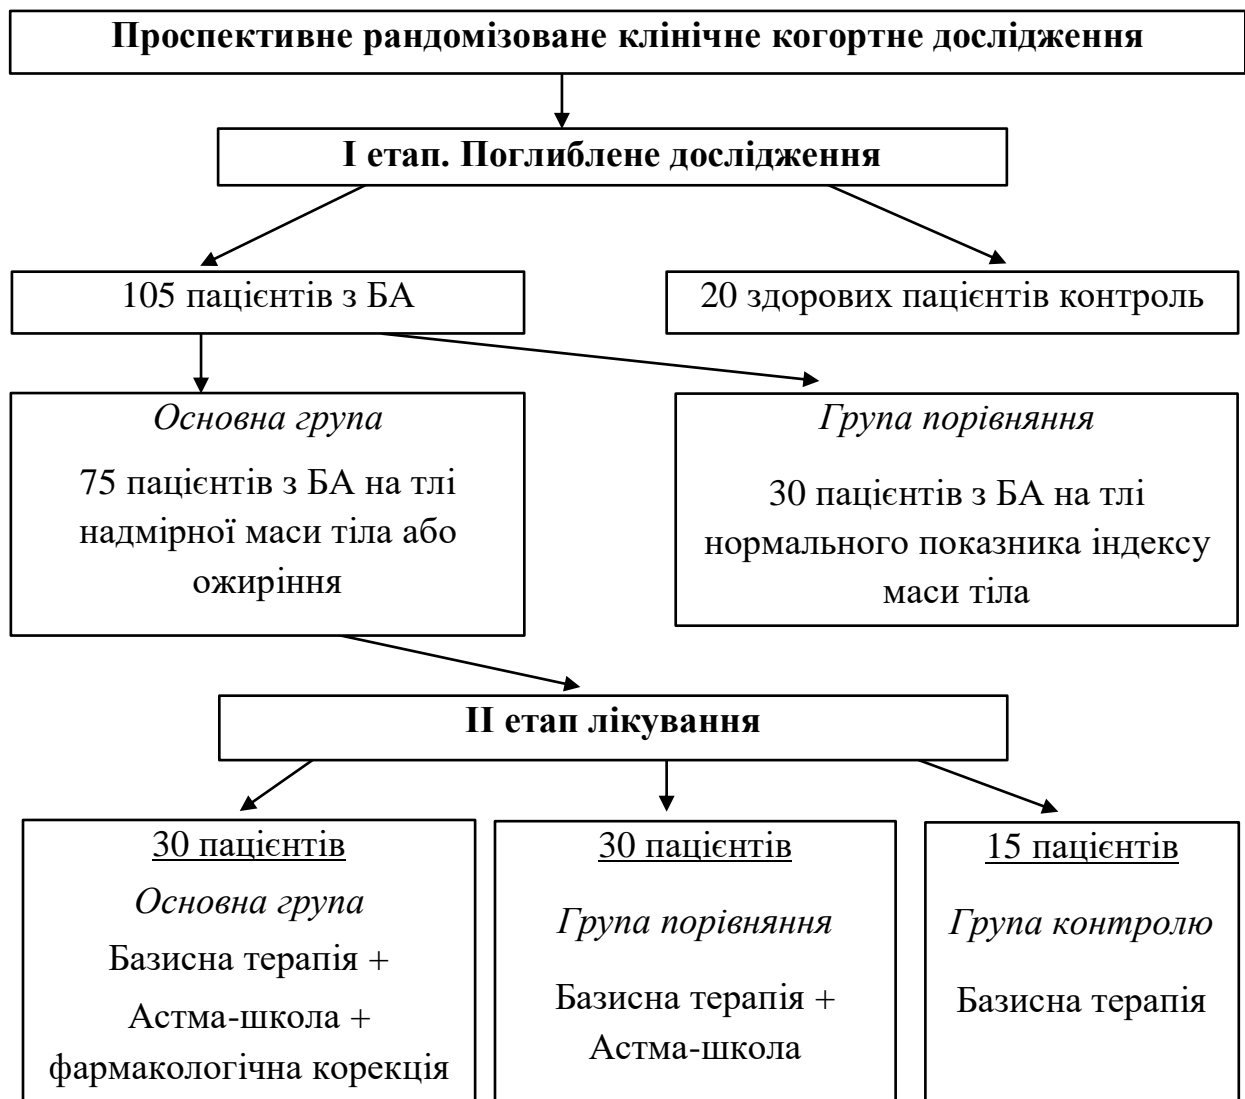 Проспективне рандомізоване клінічне когортне дослідження
І етап. Поглиблене дослідження
105 пацієнтів з БА
20 здорових пацієнтів контроль
Основна група
75 пацієнтів з БА на тлі
надмірної маси тіла або
ожиріння
Група порівняння
30 пацієнтів з БА на тлі
нормального показника індексу
маси тіла
ІІ етап лікування
30 пацієнтів
Основна група
Базисна терапія +
Астма-школа +
фармакологічна корекція
30 пацієнтів
Група порівняння
Базисна терапія +
Астма-школа
15 пацієнтів
Група контролю
Базисна терапія